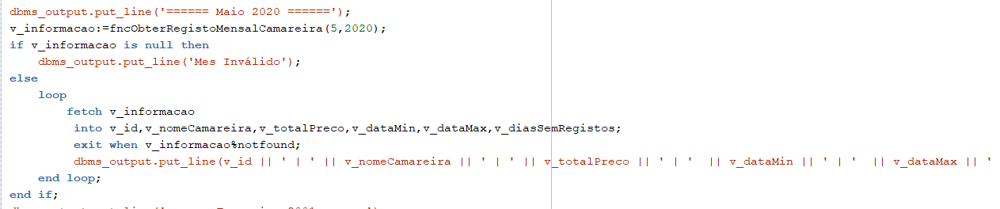 dbms_output.put_line('====== Maio 2020 ======');
v_informacao:=fncObterRegistoMensalCamareira(5,2020);
if v_informacao is null then
dbms_output.put_line('Mes Inválido');
else
loop
fetch v_informacao
into v_id,v_nomeCamareira,v_totalPreco,v_dataMin,v_dataMax,v_diasSemRegistos;
exit when v_informacao%notfound;
dbms_output.put_line(v_id || ' | ' || v_nomeCamareira || ' | ' || v_totalPreco || ' | '  || v_dataMin || ' | '  || v_dataMax || '
end loop;
end if;